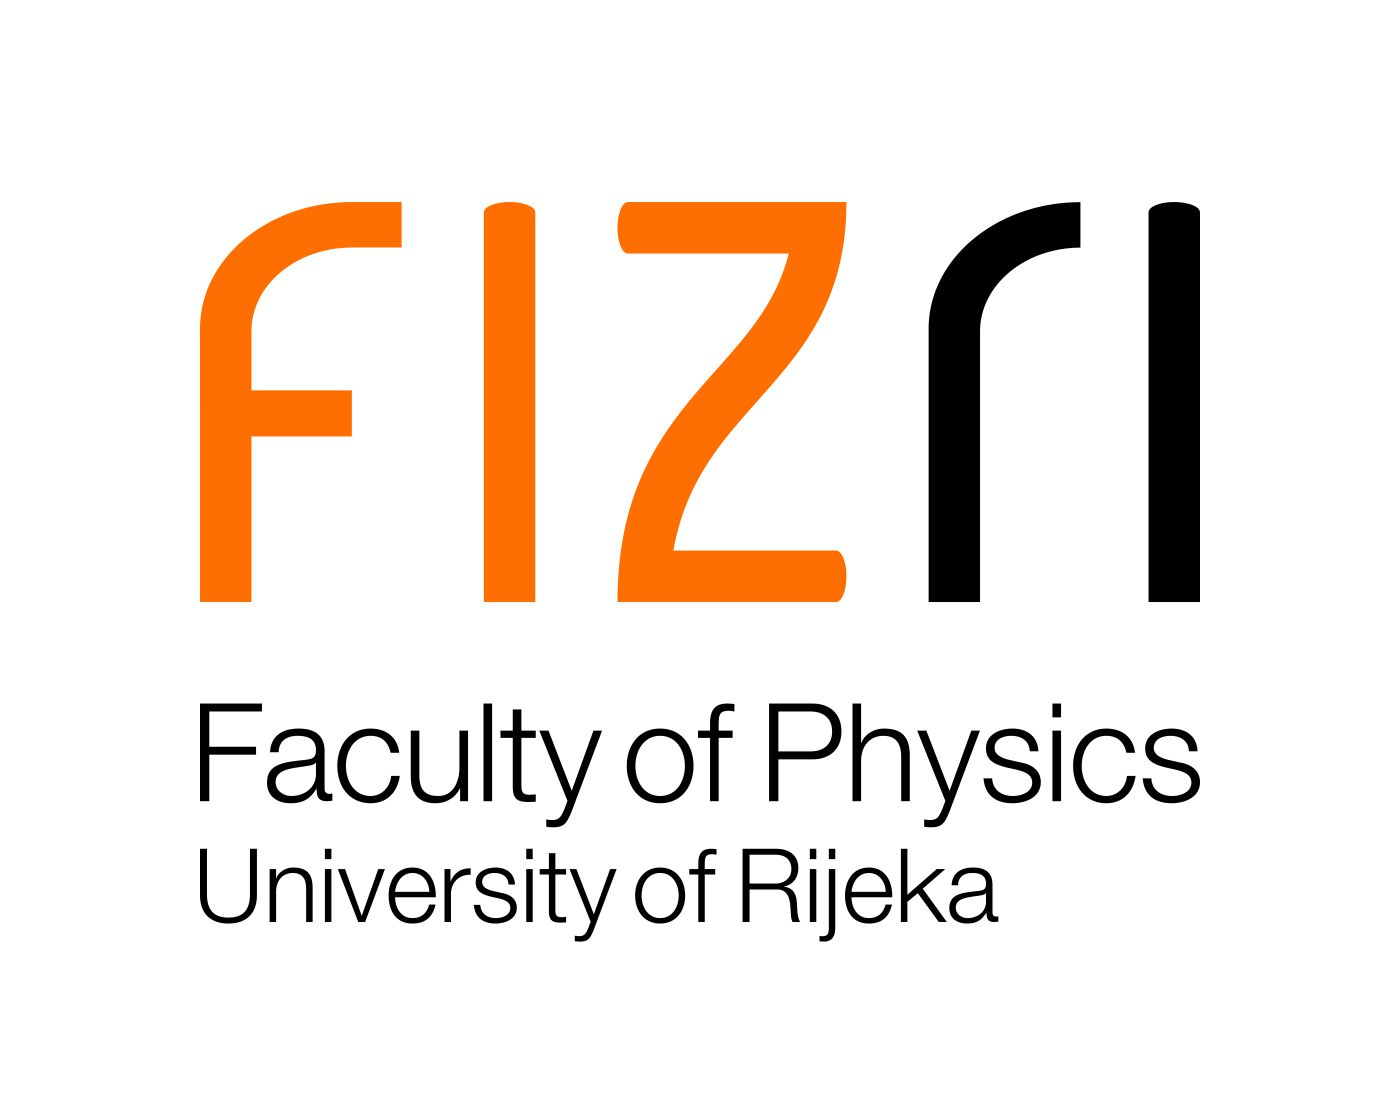 FIZRI
Faculty of Physics
University of Rijeka